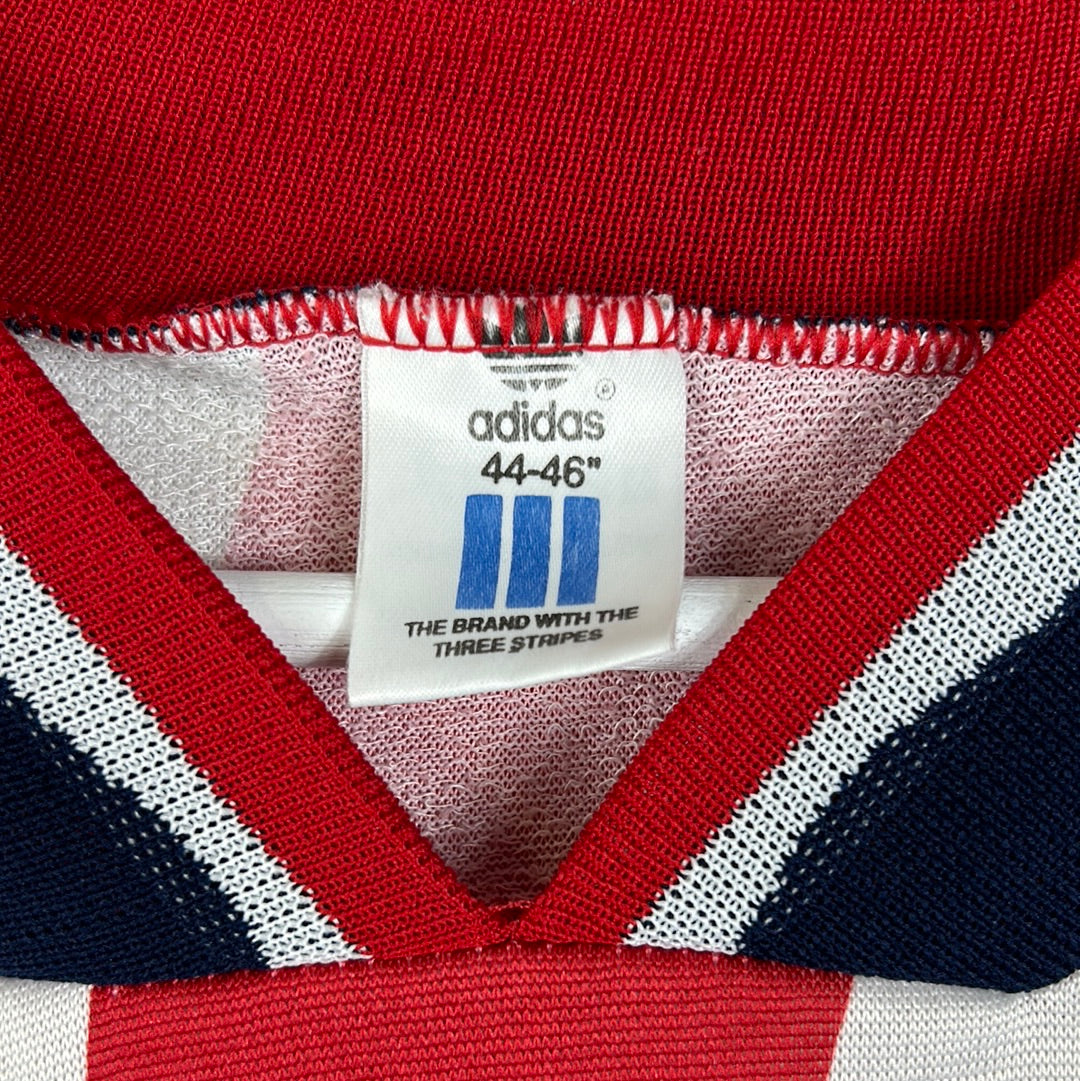 ®
adidas
44-46"
THE BRAND WITH THE
THREE STRIPES